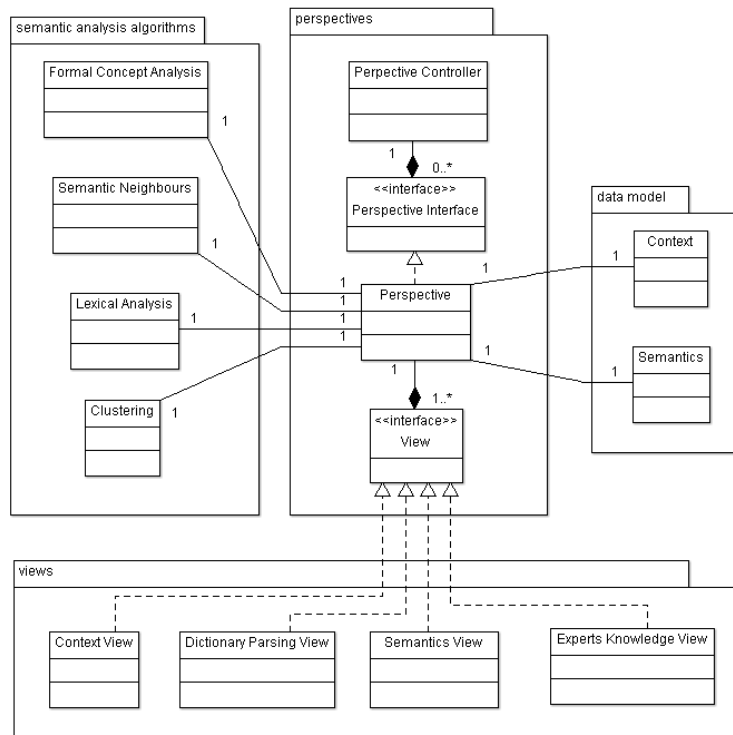 semantic analysis algorithms
Formal Concept Analysis
1
Semantic Neighbours
1
Lexical Analysis
1
Clustering
1
perspectives
Perpective Controller
1
0..*
<<interface>>
Perspective Interface
1
1
1
1
Perspective
1
1
1
1..*
<<interface>>
View
data model
Context
1
Semantics
1
views
Context View
Dictionary Parsing View
Semantics View
Experts Knowledge View